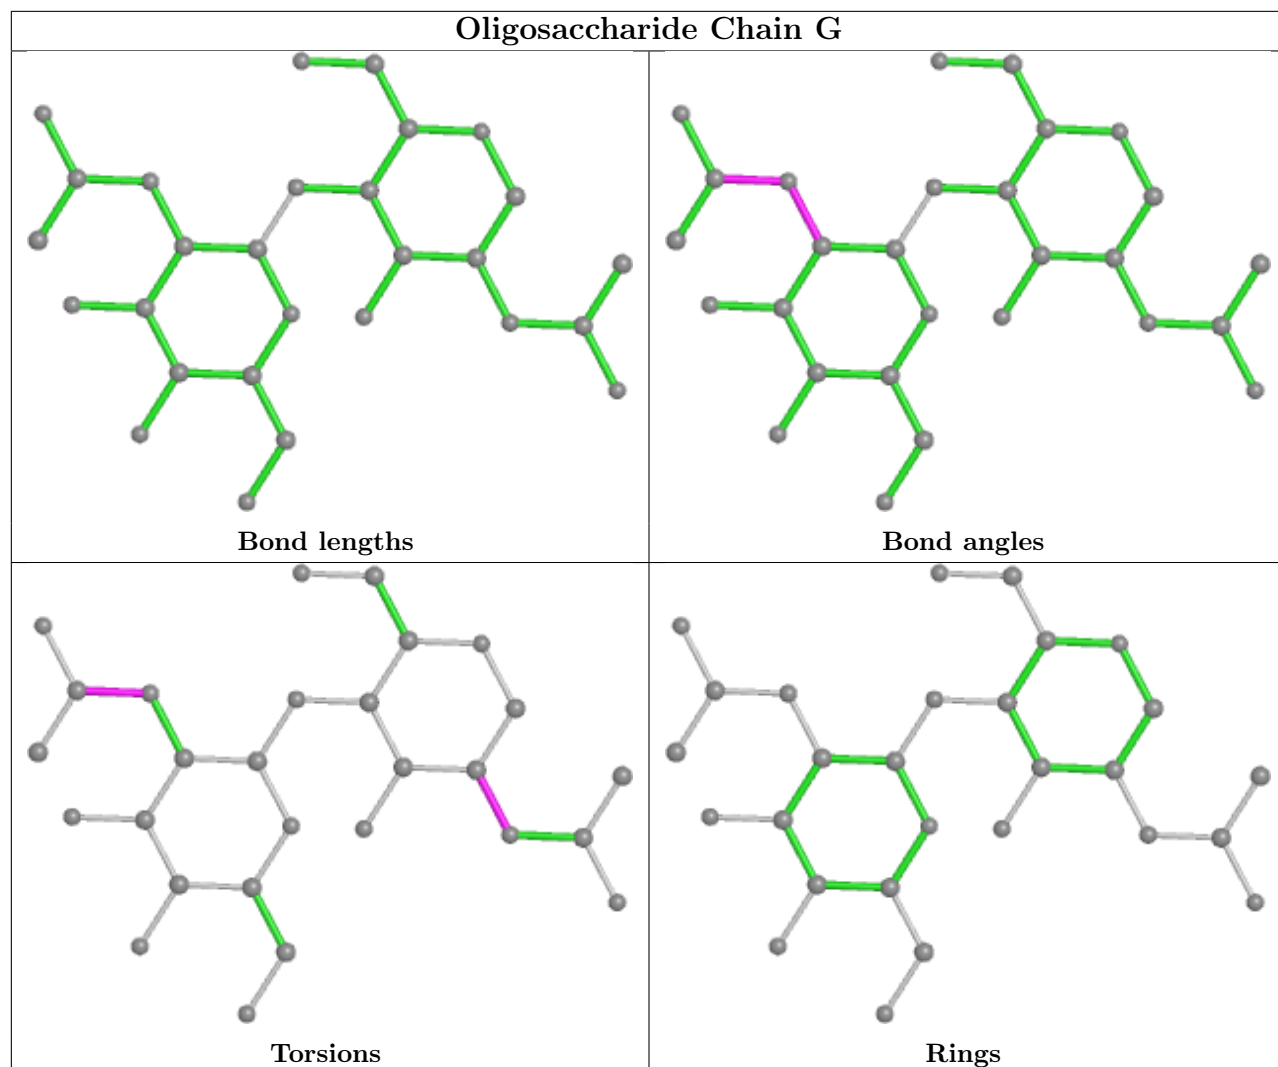 Oligosaccharide Chain G
Bond lengths
Bond angles
Torsions
Rings